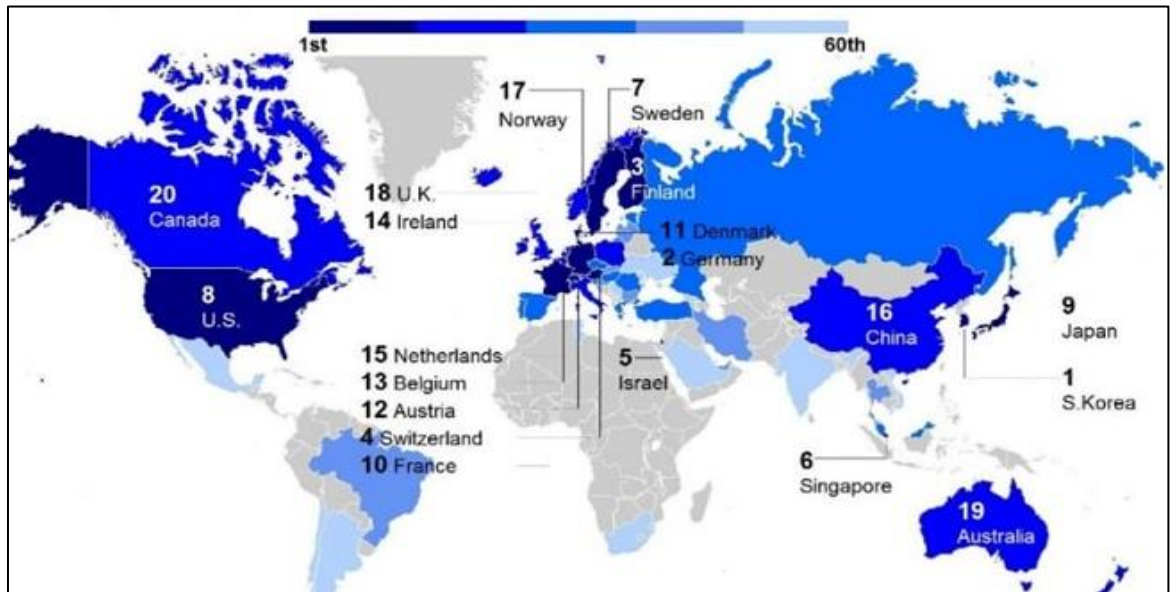 1st 60th
17
Norway
7
Sweden
3
Finland
20
Canada
18 U.K.
14 Ireland
11 Denmark
2 Germany
8
U.S.
16
China
9
Japan
15 Netherlands
13 Belgium
12 Austria
4 Switzerland
10 France
5
Israel
1
S.Korea
6
Singapore
19
Australia